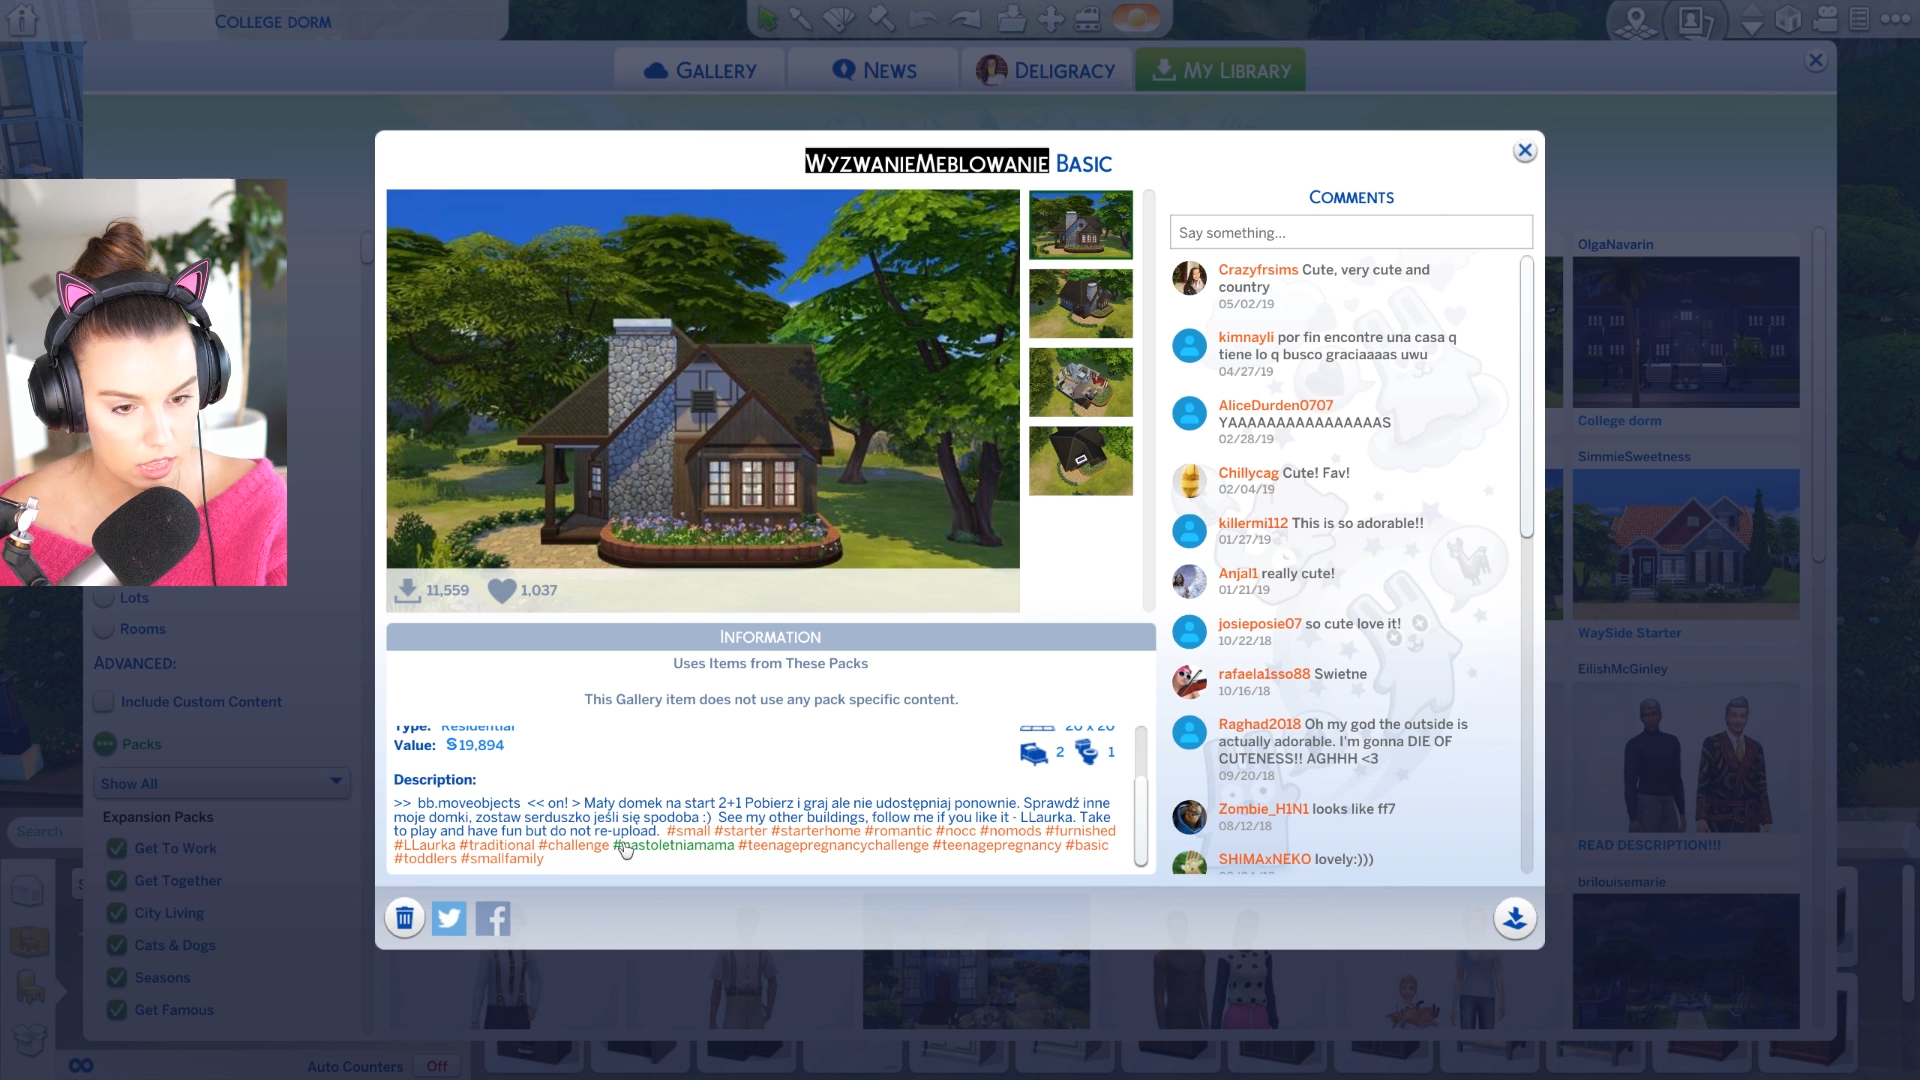 COLLEGE DORM
GALLERY
NEWS
DELIGRACY
MY LIBRARY
WYZWANIEMEBLOWANIE BASIC
11,559
1,037
INFORMATION
Uses Items from These Packs
This Gallery item does not use any pack specific content.
Type: Residential
20 x 20
Value: §19,894
2
1
Description:
>> bb.moveobjects << on! > Mały domek na start 2+1 Pobierz i graj ale nie udostępniaj ponownie. Sprawdź inne
moje domki, zostaw serduszko jeśli się spodoba :) See my other buildings, follow me if you like it - LLaurka. Take
to play and have fun but do not re-upload. #small #starter #starterhome #romantic #nocc #nomods #furnished
#LLaurka #traditional #challenge #teenagepregnancychallenge #teenagepregnancy #basic
#toddlers #smallfamily
COMMENTS
Say something...
Crazyfrsims Cute, very cute and
country
05/02/19
kimnayli por fin encontre una casa q
tiene lo q busco graciaaaas uwu
04/27/19
AliceDurden0707
YAAAAAAAAAAAAAAAS
02/28/19
Chillycag Cute! Fav!
02/04/19
killermi112 This is so adorable!!
01/27/19
Anjal1 really cute!
01/21/19
josieposie07 so cute love it!
10/22/18
rafaela1sso88 Swietne
10/16/18
Raghad2018 Oh my god the outside is
actually adorable. I'm gonna DIE OF
CUTENESS!! AGHHH <3
09/20/18
Zombie_H1N1 looks like ff7
08/12/18
SHIMAxNEKO lovely:)))
Lots
Rooms
ADVANCED:
Include Custom Content
Packs
Show All
Expansion Packs
Get To Work
Get Together
City Living
Cats & Dogs
Seasons
Get Famous
Search
Auto Counters
Off
OlgaNavarin
College dorm
SimmieSweetness
WaySide Starter
EilishMcGinley
READ DESCRIPTION!!!
brilouisemarie